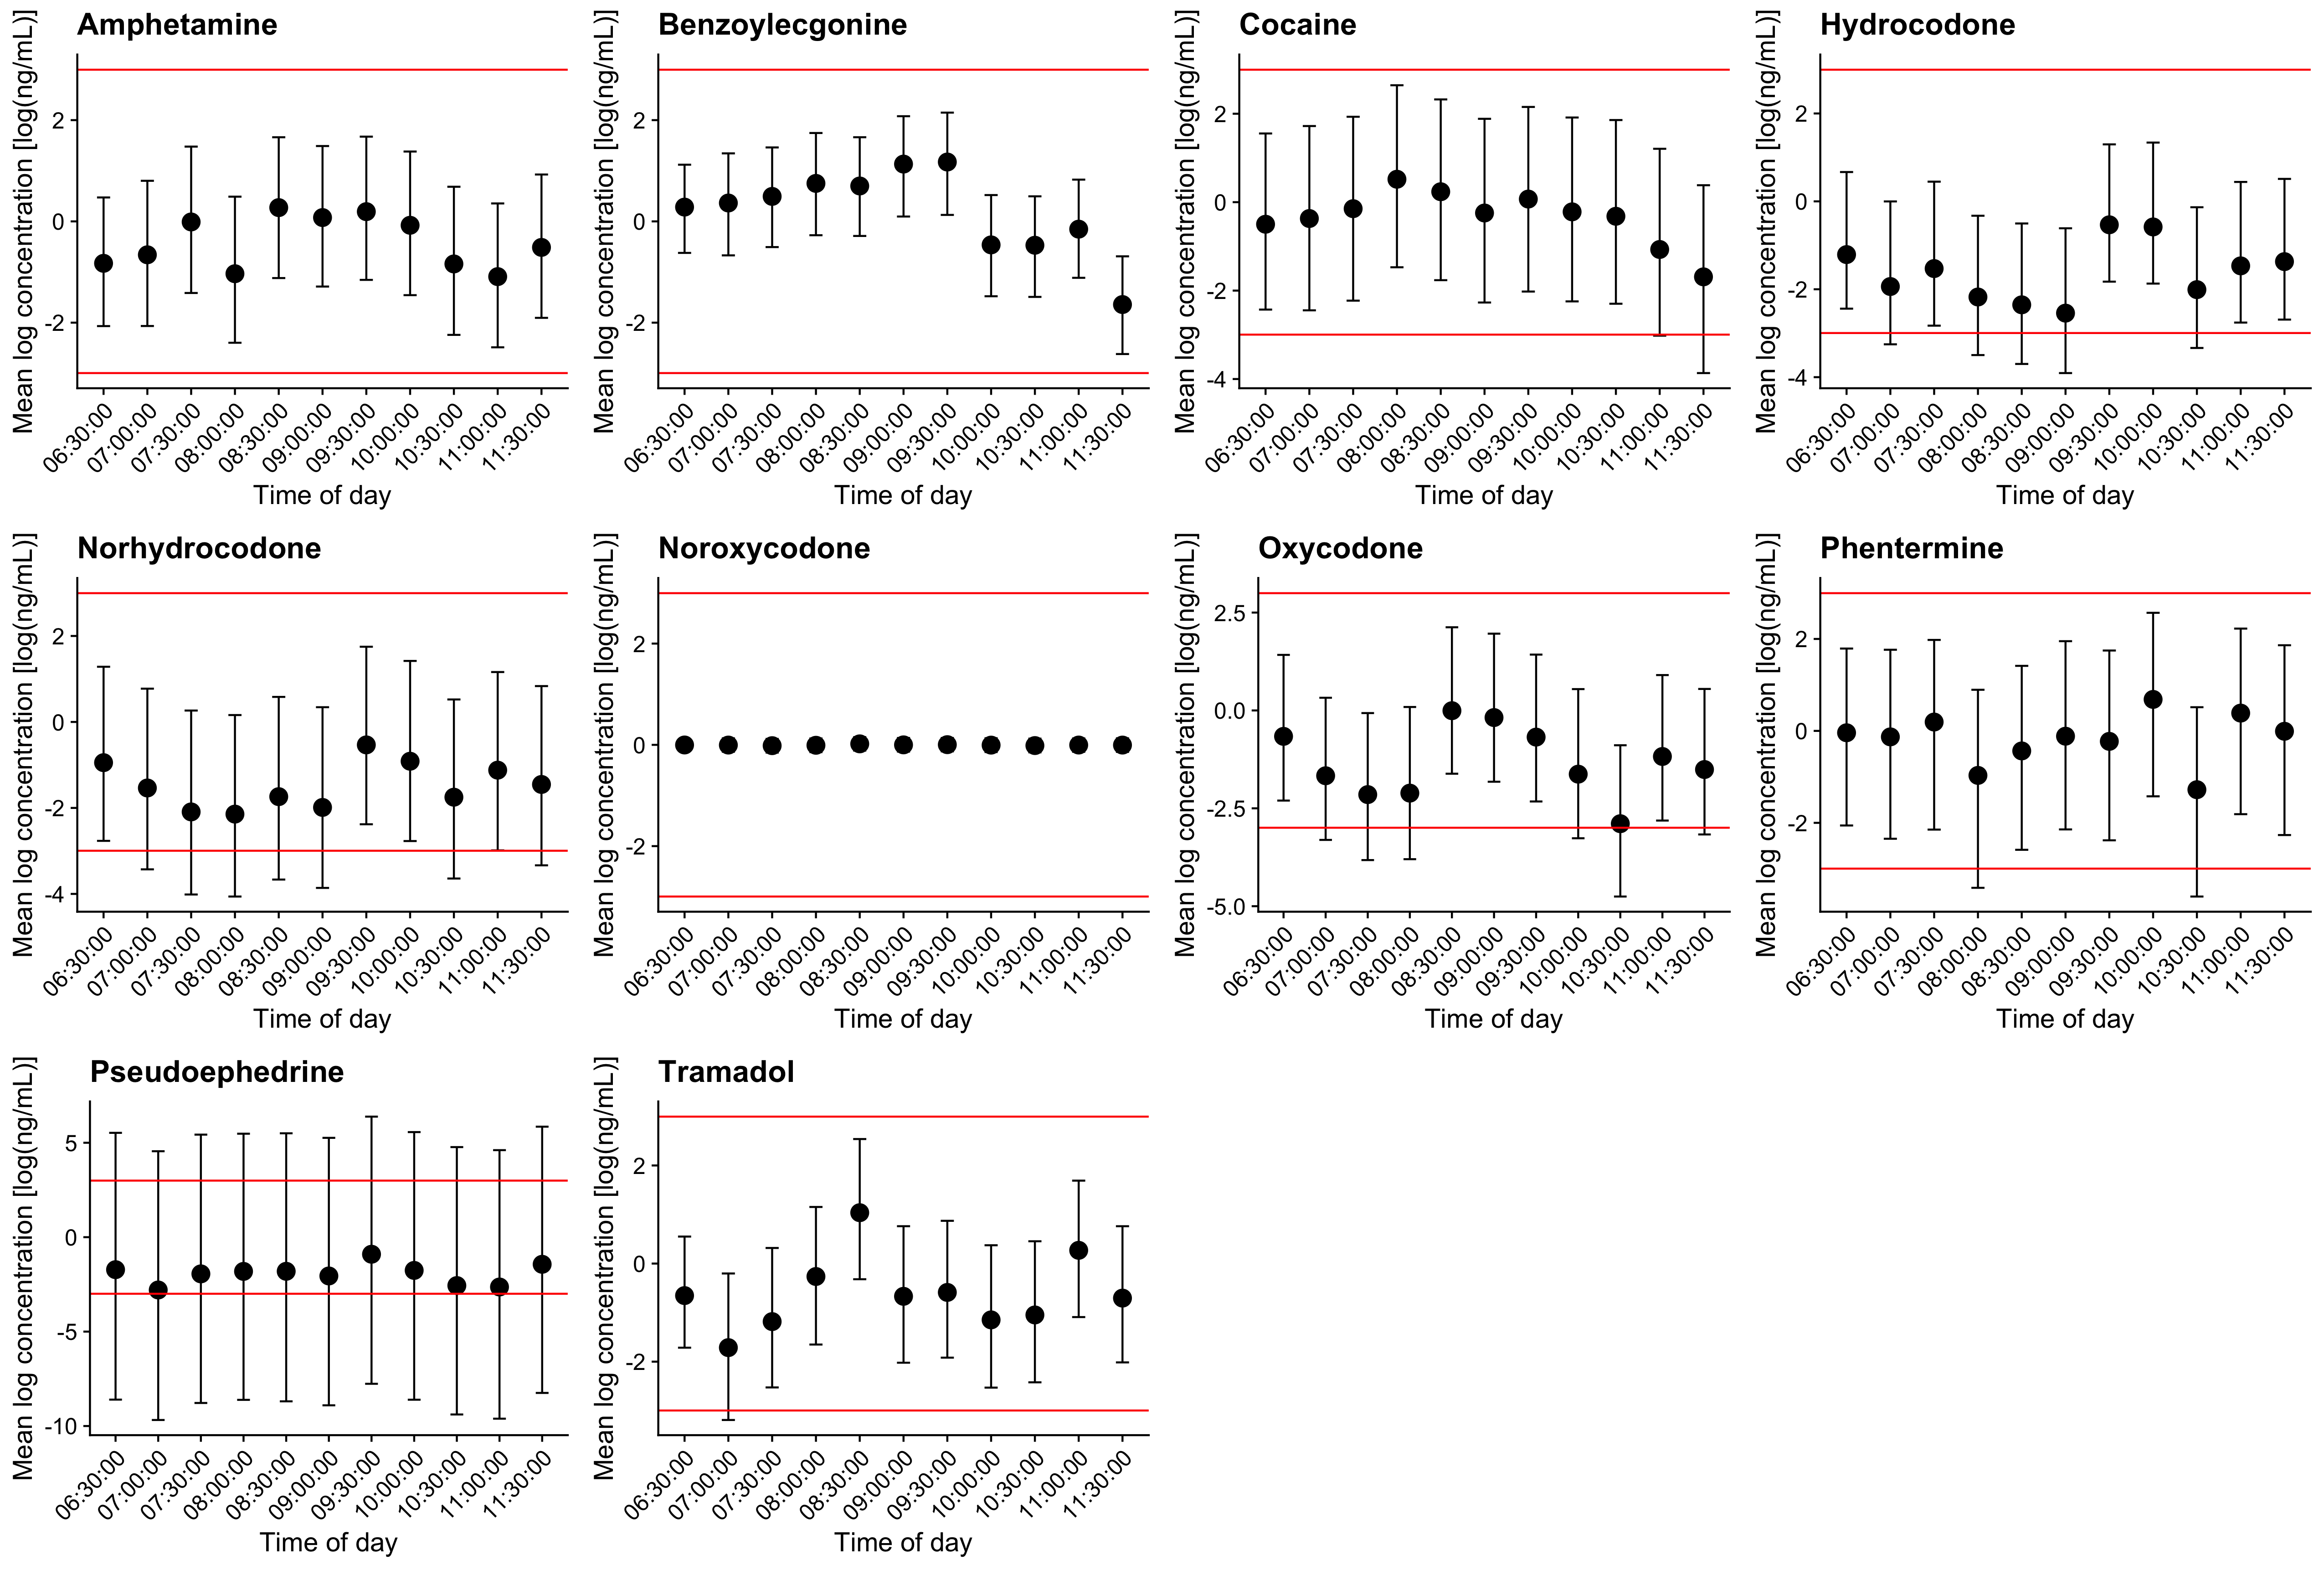 Amphetamine
Mean log concentration [log(ng/mL)]
2
0
-2
06:30:00 07:00:00 07:30:00 08:00:00 08:30:00 09:00:00 09:30:00 10:00:00 10:30:00 11:00:00 11:30:00
Time of day
Benzoylecgonine
Mean log concentration [log(ng/mL)]
2
0
-2
06:30:00 07:00:00 07:30:00 08:00:00 08:30:00 09:00:00 09:30:00 10:00:00 10:30:00 11:00:00 11:30:00
Time of day
Cocaine
Mean log concentration [log(ng/mL)]
2
0
-2
-4
06:30:00 07:00:00 07:30:00 08:00:00 08:30:00 09:00:00 09:30:00 10:00:00 10:30:00 11:00:00 11:30:00
Time of day
Hydrocodone
Mean log concentration [log(ng/mL)]
2
0
-2
-4
06:30:00 07:00:00 07:30:00 08:00:00 08:30:00 09:00:00 09:30:00 10:00:00 10:30:00 11:00:00 11:30:00
Time of day
Norhydrocodone
Mean log concentration [log(ng/mL)]
2
0
-2
-4
06:30:00 07:00:00 07:30:00 08:00:00 08:30:00 09:00:00 09:30:00 10:00:00 10:30:00 11:00:00 11:30:00
Time of day
Noroxycodone
Mean log concentration [log(ng/mL)]
2
0
-2
06:30:00 07:00:00 07:30:00 08:00:00 08:30:00 09:00:00 09:30:00 10:00:00 10:30:00 11:00:00 11:30:00
Time of day
Oxycodone
Mean log concentration [log(ng/mL)]
2.5
0.0
-2.5
-5.0
06:30:00 07:00:00 07:30:00 08:00:00 08:30:00 09:00:00 09:30:00 10:00:00 10:30:00 11:00:00 11:30:00
Time of day
Phentermine
Mean log concentration [log(ng/mL)]
2
0
-2
06:30:00 07:00:00 07:30:00 08:00:00 08:30:00 09:00:00 09:30:00 10:00:00 10:30:00 11:00:00 11:30:00
Time of day
Pseudoephedrine
Mean log concentration [log(ng/mL)]
5
0
-5
-10
06:30:00 07:00:00 07:30:00 08:00:00 08:30:00 09:00:00 09:30:00 10:00:00 10:30:00 11:00:00 11:30:00
Time of day
Tramadol
Mean log concentration [log(ng/mL)]
2
0
-2
06:30:00 07:00:00 07:30:00 08:00:00 08:30:00 09:00:00 09:30:00 10:00:00 10:30:00 11:00:00 11:30:00
Time of day